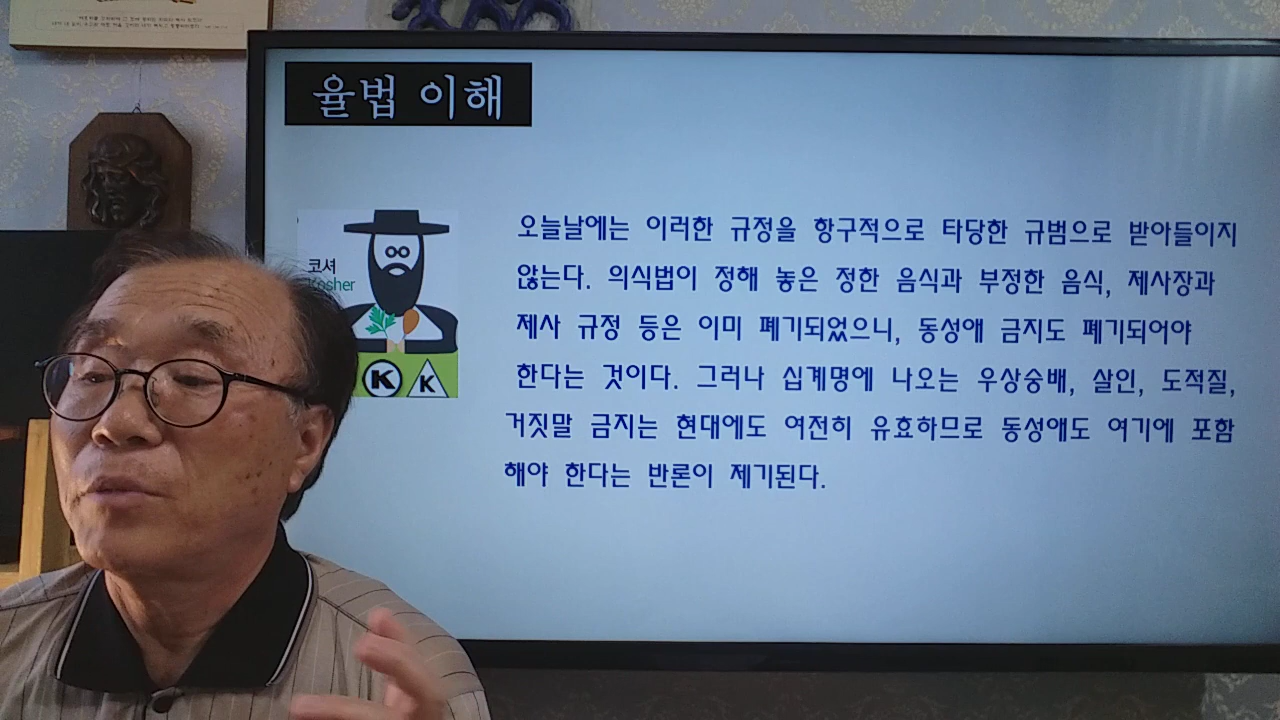 율법 이해
코셔
Kosher
K
K
오늘날에는 이러한 규정을 항구적으로 타당한 규범으로 받아들이지
않는다. 의식법이 정해 놓은 정한 음식과 부정한 음식, 제사장과
제사 규정 등은 이미 폐기되었으니, 동성애 금지도 폐기되어야
한다는 것이다. 그러나 십계명에 나오는 우상숭배, 살인, 도적질,
거짓말 금지는 현대에도 여전히 유효하므로 동성애도 여기에 포함
해야 한다는 반론이 제기된다.